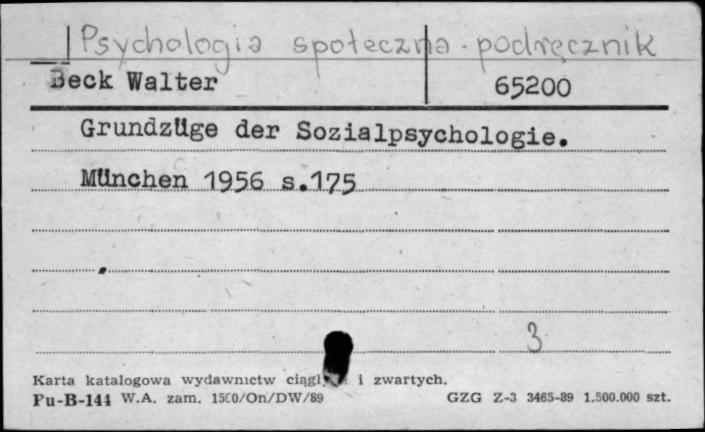 Psychologia społeczna - podręcznik
Beck Walter 65200
Grundzüge der Sozialpsychologie.
München 1956 s.175
3
Karta katalogowa wydawnictw i zwartych.
Pu-B-144 W.A. zam. 1500/On/DW/89 GZG Z-3 3465-89 1.500.000 szt.